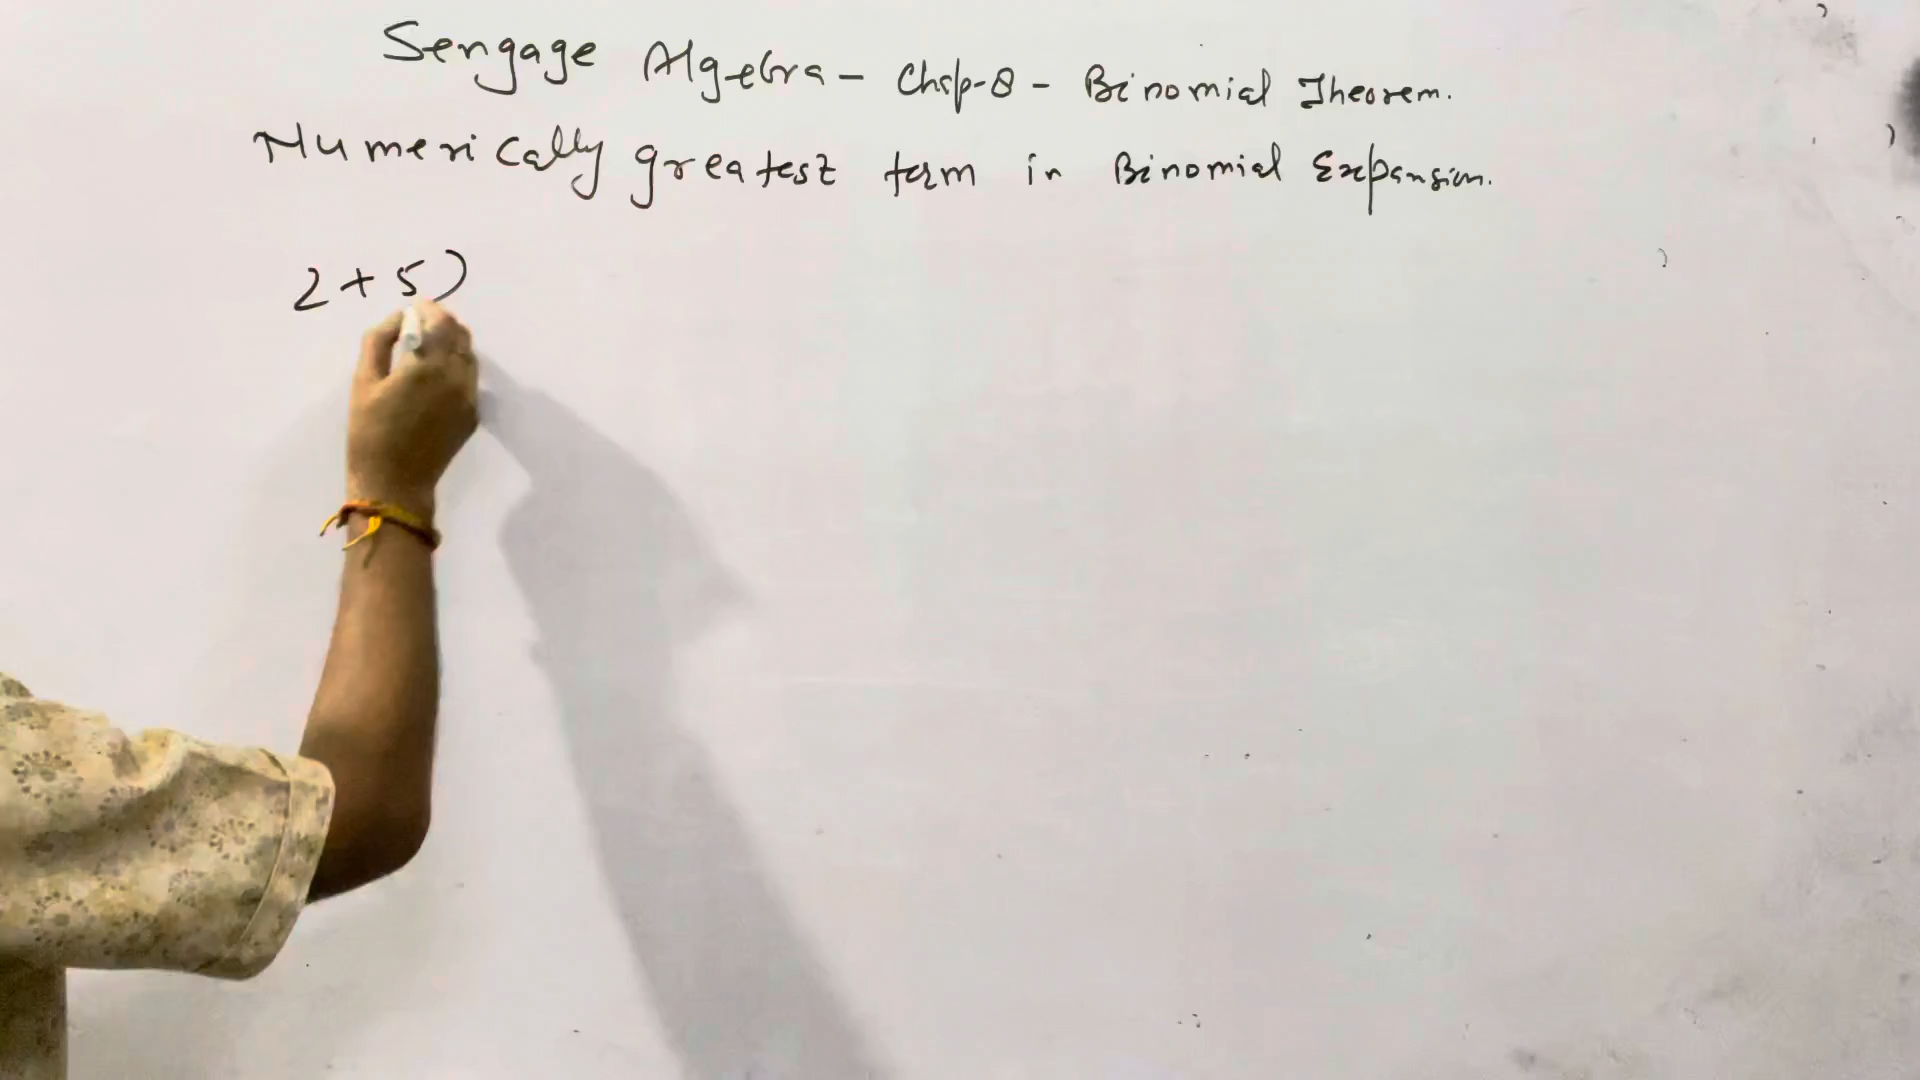 Sengage Algebra - Chap-8 - Binomial Theorem.
Numerically greatest term in Binomial Expansion.
2 + 5)